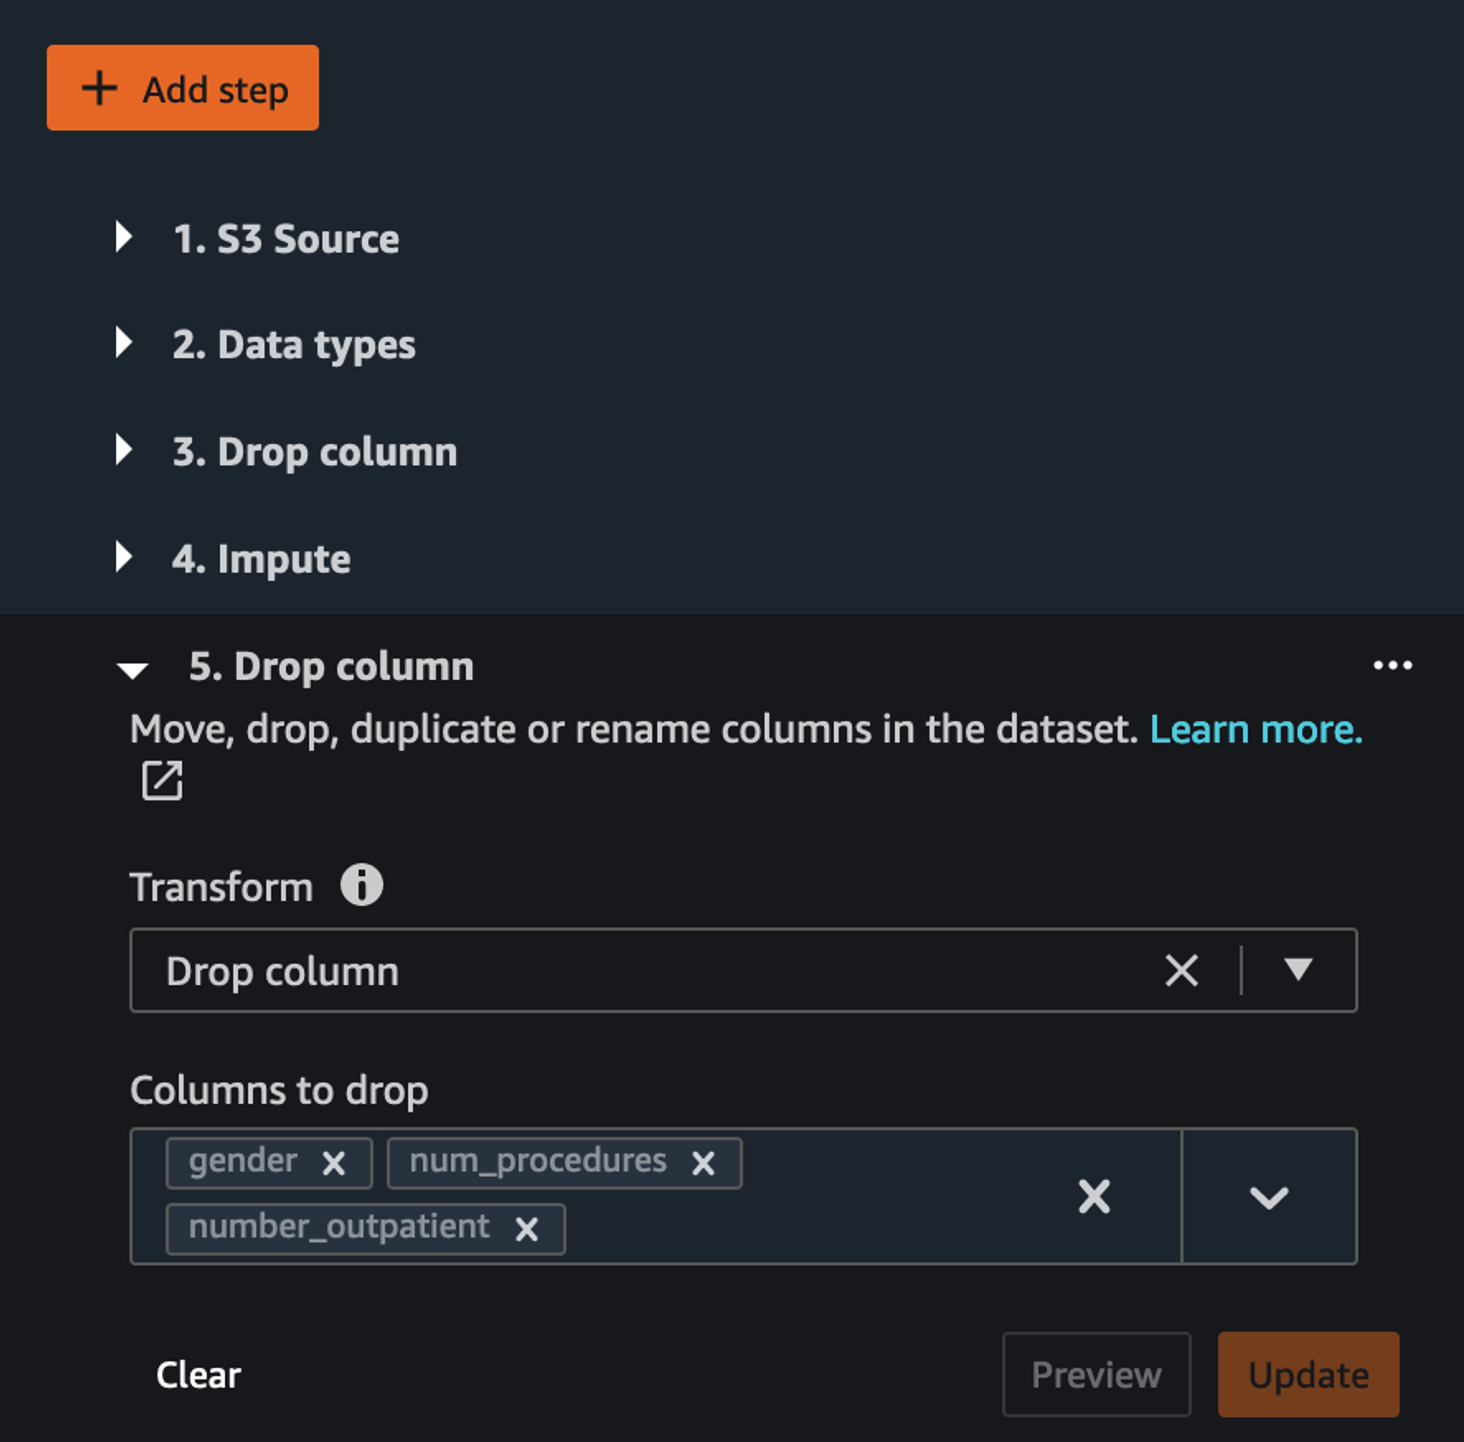 Add step
1. S3 Source
2. Data types
3. Drop column
4. Impute
5. Drop column
Move, drop, duplicate or rename columns in the dataset. Learn more.
Transform
Drop column
Columns to drop
gender num_procedures
number_outpatient
Clear Preview Update